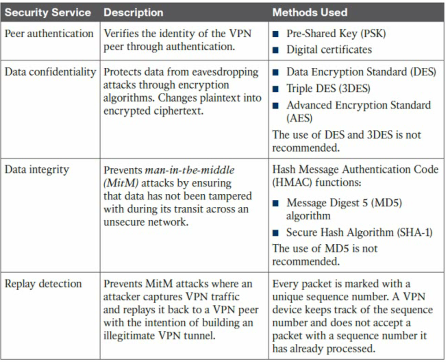 Security Service Description Methods Used
Peer authentication
Verifies the identity of the VPN
peer through authentication.
■ Pre-Shared Key (PSK)
■ Digital certificates
Data confidentiality
Protects data from eavesdropping
attacks through encryption
algorithms. Changes plaintext into
encrypted ciphertext.
■ Data Encryption Standard (DES)
■ Triple DES (3DES)
■ Advanced Encryption Standard
(AES)
The use of DES and 3DES is not
recommended.
Data integrity
Prevents man-in-the-middle
(MitM) attacks by ensuring
that data has not been tampered
with during its transit across an
unsecure network.
Hash Message Authentication Code
(HMAC) functions:
■ Message Digest 5 (MD5)
algorithm
■ Secure Hash Algorithm (SHA-1)
The use of MD5 is not
recommended.
Replay detection
Prevents MitM attacks where an
attacker captures VPN traffic
and replays it back to a VPN peer
with the intention of building an
illegitimate VPN tunnel.
Every packet is marked with a
unique sequence number. A VPN
device keeps track of the
sequence number and does not accept a
packet with a sequence number it
has already processed.